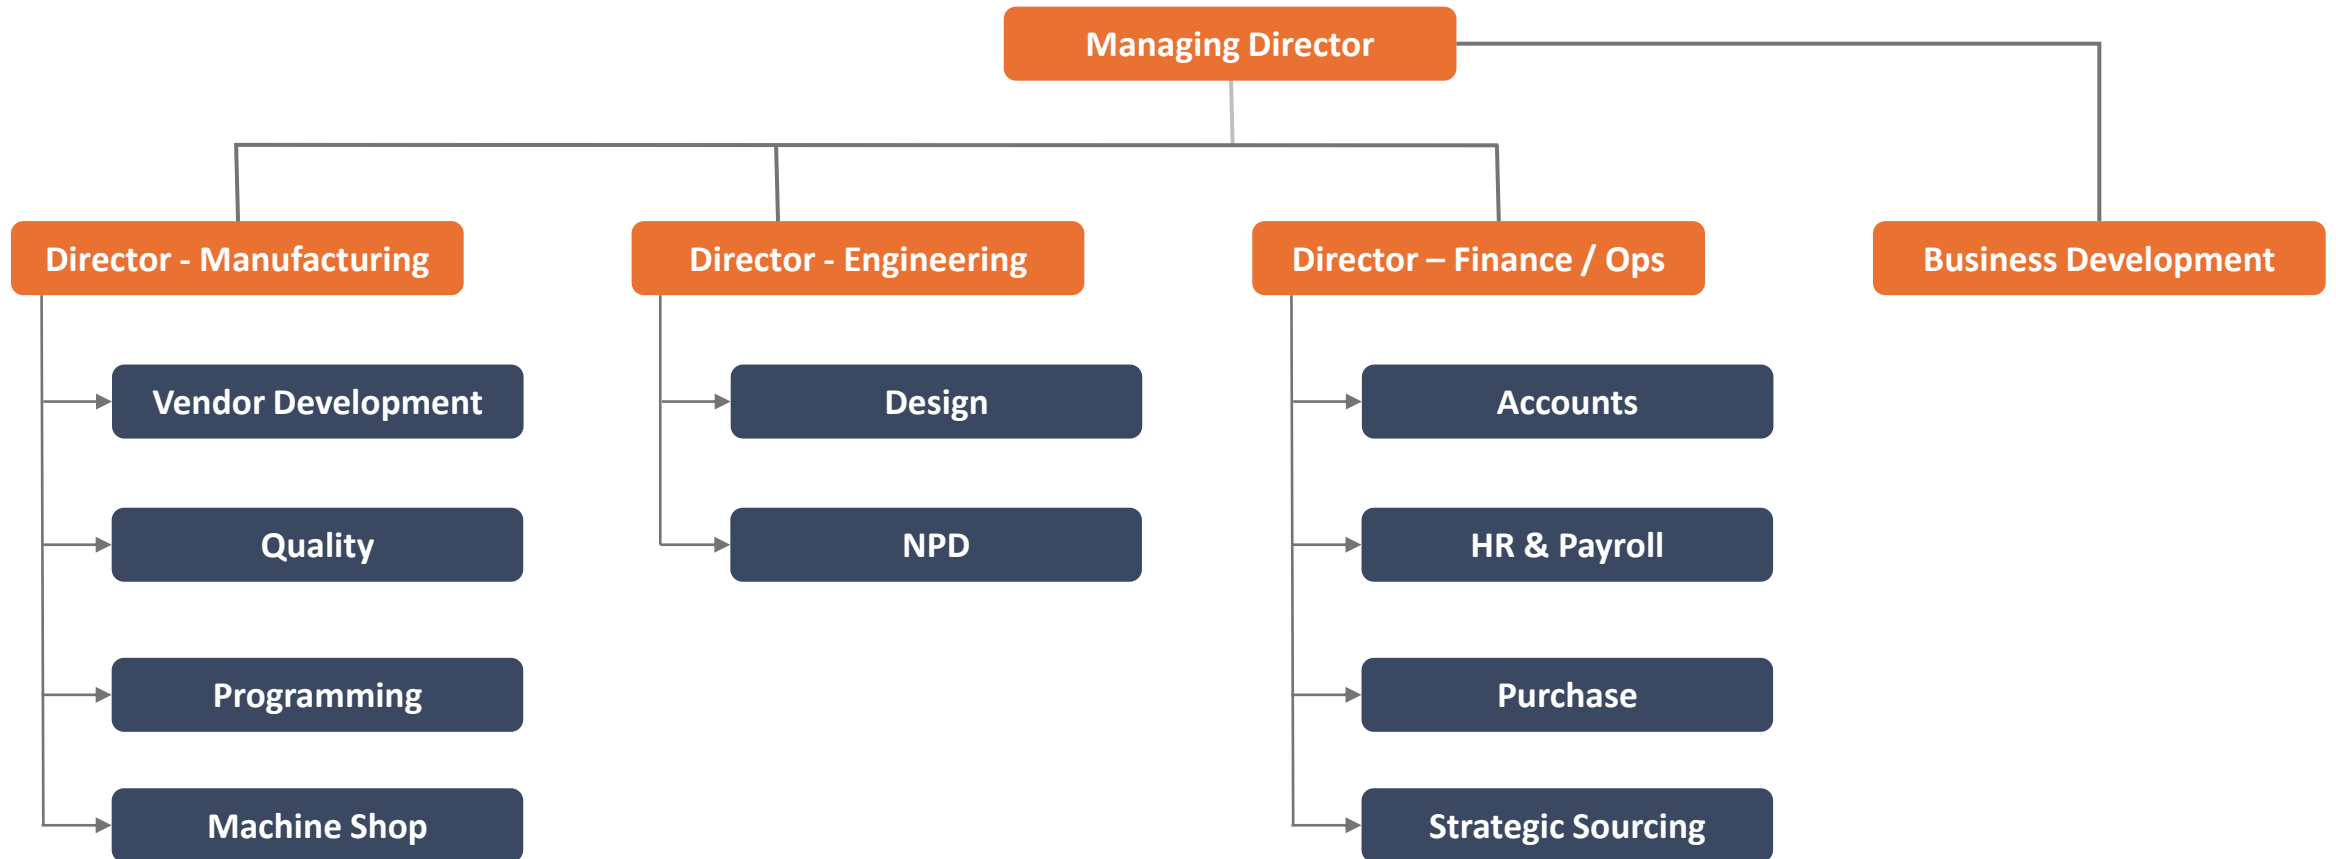 Managing Director
Director - Manufacturing
Director - Engineering
Director – Finance / Ops
Business Development
Vendor Development
Design
Accounts
Quality
NPD
HR & Payroll
Programming
Purchase
Machine Shop
Strategic Sourcing